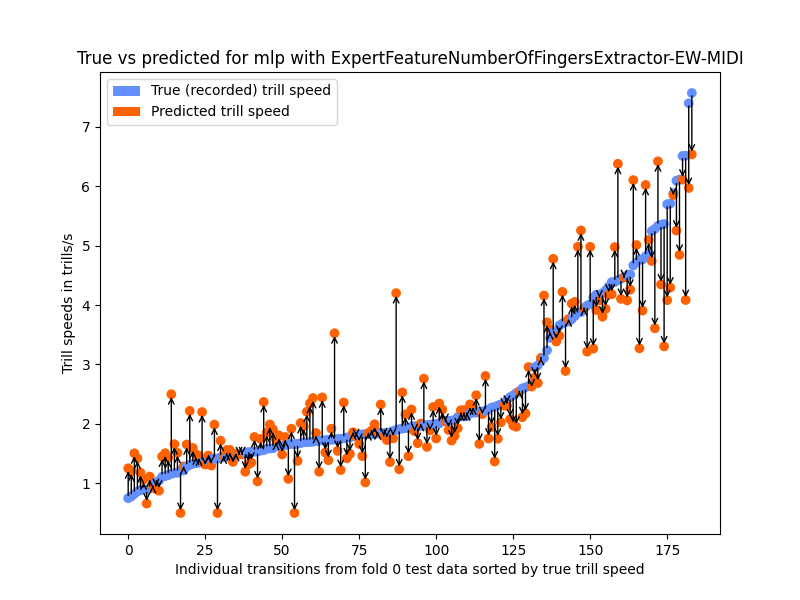 True vs predicted for mlp with ExpertFeatureNumberOfFingersExtractor-EW-MIDI
True (recorded) trill speed
Predicted trill speed
Trill speeds in trills/s
7
6
5
4
3
2
1
0 25 50 75 100 125 150 175
Individual transitions from fold 0 test data sorted by true trill speed